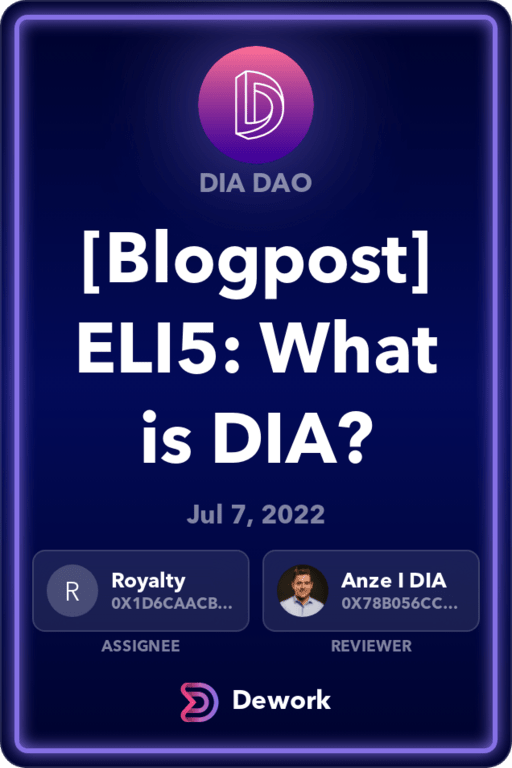 DIA DAO
[Blogpost]
ELI5: What
is DIA?
Jul 7, 2022
R
Royalty
0X1D6CAACB...
ASSIGNEE
Anze I DIA
0X78B056CC...
REVIEWER
Dework